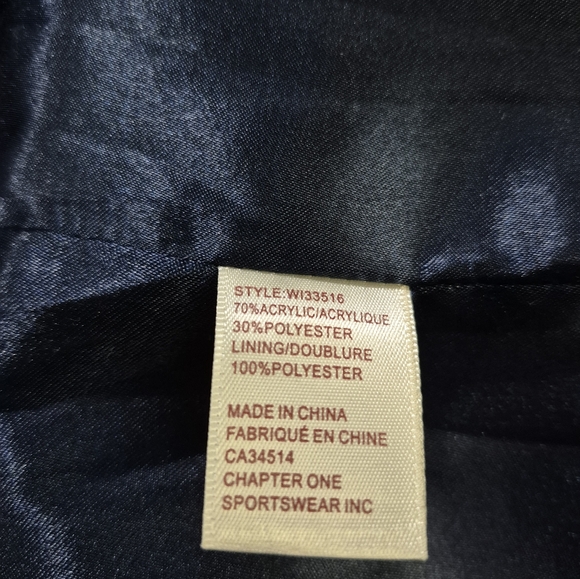 STYLE:WI33516
70%ACRYLIC/ACRYLIQUE
30%POLYESTER
LINING/DOUBLURE
100%POLYESTER
MADE IN CHINA
FABRIQUÉ EN CHINE
CA34514
CHAPTER ONE
SPORTSWEAR INC